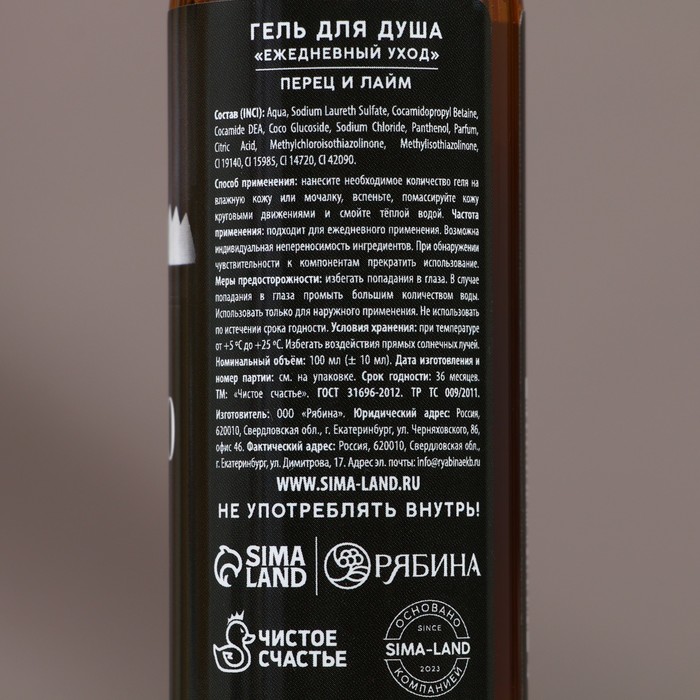 ГЕЛЬ ДЛЯ ДУША
«ЕЖЕДНЕВНЫЙ УХОД»
ПЕРЕЦ И ЛАЙМ
Состав (INCI): Aqua, Sodium Laureth Sulfate, Cocamidopropyl Betaine,
Cocamide DEA, Coco Glucoside, Sodium Chloride, Panthenol, Parfum,
Citric Acid, Methylchloroisothiazolinone, Methylisothiazolinone,
CI 19140, CI 15985, CI 14720, CI 42090.
Способ применения: нанесите необходимое количество геля на
влажную кожу или мочалку, вспеньте, помассируйте кожу
круговыми движениями и смойте тёплой водой. Частота
применения: подходит для ежедневного применения. Возможна
индивидуальная непереносимость ингредиентов. При обнаружении
чувствительности к компонентам прекратить использование.
Меры предосторожности: избегать попадания в глаза. В случае
попадания в глаза промыть большим количеством воды.
Использовать только для наружного применения. Не использовать
по истечении срока годности. Условия хранения: при температуре
от +5 °С до +25 °С. Избегать воздействия прямых солнечных лучей.
Номинальный объём: 100 мл (± 10 мл). Дата изготовления и
номер партии: см. на упаковке. Срок годности: 36 месяцев.
ТМ: «Чистое счастье». ГОСТ 31696-2012. ТР ТС 009/2011.
Изготовитель: ООО «Рябина». Юридический адрес: Россия,
620010, Свердловская обл., г. Екатеринбург, ул. Черняховского, 86,
офис 46. Фактический адрес: Россия, 620010, Свердловская обл.,
г. Екатеринбург, ул. Димитрова, 17. Адрес эл. почты: info@ryabinaekb.ru
WWW.SIMA-LAND.RU
НЕ УПОТРЕБЛЯТЬ ВНУТРЬ!
SIMA
LAND
РЯБИНА
ЧИСТОЕ
СЧАСТЬЕ
ОСНОВАНО
SINCE
SIMA-LAND
2023
КОМПАНИЕЙ